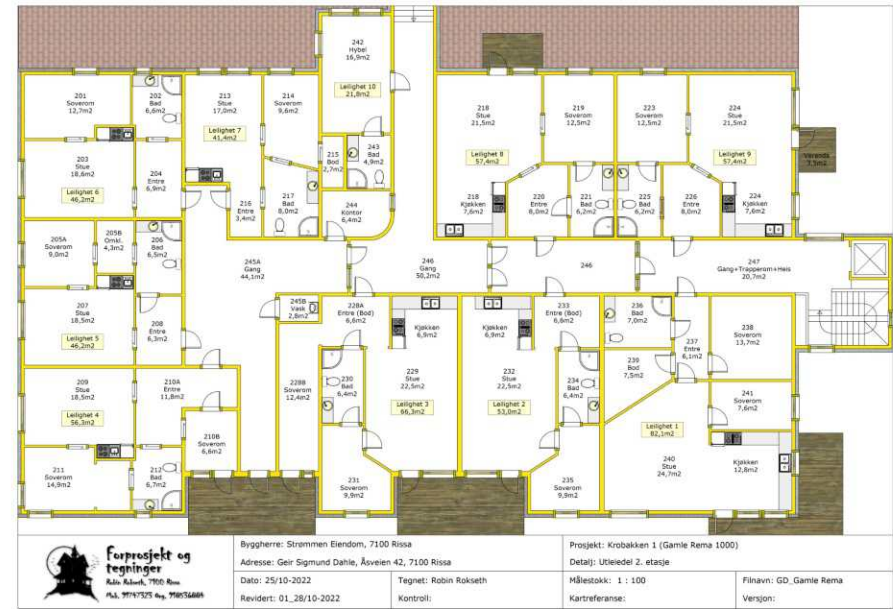 242
Hybel
16,9m2
Leilighet 10
21,8m2
201
Soverom
12,7m2
202
Bad
6,6m2
213
Stue
17,0m2
Leilighet 7
41,4m2
214
Soverom
9,6m2
218
Stue
21,5m2
Leilighet 8
57,4m2
219
Soverom
12,5m2
223
Soverom
12,5m2
224
Stue
21,5m2
Leilighet 9
57,4m2
Veranda
7,5m2
203
Stue
18,6m2
Leilighet 6
46,2m2
204
Entre
6,9m2
215
Bod
2,7m2
243
Bad
4,9m2
216
Entre
3,4m2
217
Bad
8,0m2
244
Kontor
6,4m2
218
Kjøkken
7,6m2
220
Entre
8,0m2
221
Bad
6,2m2
225
Bad
6,2m2
226
Entre
8,0m2
224
Kjøkken
7,6m2
205A
Soverom
9,0m2
205B
Omkl.
4,3m2
206
Bad
6,5m2
245A
Gang
44,1m2
246
Gang
50,2m2
246
247
Gang+Trapperom+Heis
20,7m2
207
Stue
18,5m2
Leilighet 5
46,2m2
208
Entre
6,3m2
245B
Vask
2,8m2
228A
Entre (Bod)
6,6m2
Kjøkken
6,9m2
Kjøkken
6,9m2
233
Entre (Bod)
6,6m2
236
Bad
7,0m2
237
Entre
6,1m2
238
Soverom
13,7m2
239
Bod
7,5m2
209
Stue
18,5m2
Leilighet 4
56,3m2
210A
Entre
11,8m2
228B
Soverom
12,4m2
230
Bad
6,4m2
229
Stue
22,5m2
Leilighet 3
66,3m2
232
Stue
22,5m2
Leilighet 2
53,0m2
234
Bad
6,4m2
241
Soverom
7,6m2
Leilighet 1
82,1m2
210B
Soverom
6,6m2
211
Soverom
14,9m2
212
Bad
6,7m2
231
Soverom
9,9m2
235
Soverom
9,9m2
240
Stue
24,7m2
Kjøkken
12,8m2
Forprosjekt og
tegninger
Robin Rokseth, 7100 Rissa
Byggherre: Strømmen Eiendom, 7100 Rissa
Adresse: Geir Sigmund Dahle, Åsveien 42, 7100 Rissa
Dato: 25/10-2022
Tegnet: Robin Rokseth
Revidert: 01_28/10-2022
Kontroll:
Prosjekt: Krobakken 1 (Gamle Rema 1000)
Detalj: Utleiedel 2. etasje
Målestokk: 1 : 100
Filnavn: GD_Gamle Rema
Kartreferanse:
Versjon: